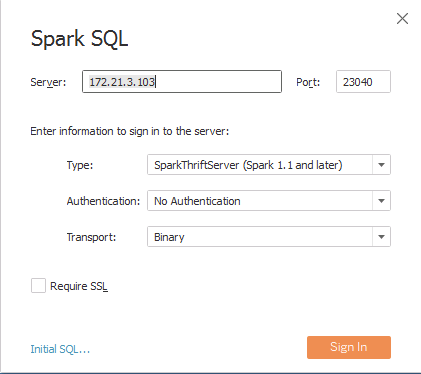 Spark SQL
Server: 172.21.3.103 Port: 23040
Enter information to sign in to the server:
Type: SparkThriftServer (Spark 1.1 and later)
Authentication: No Authentication
Transport: Binary
Require SSL
Initial SQL... Sign In